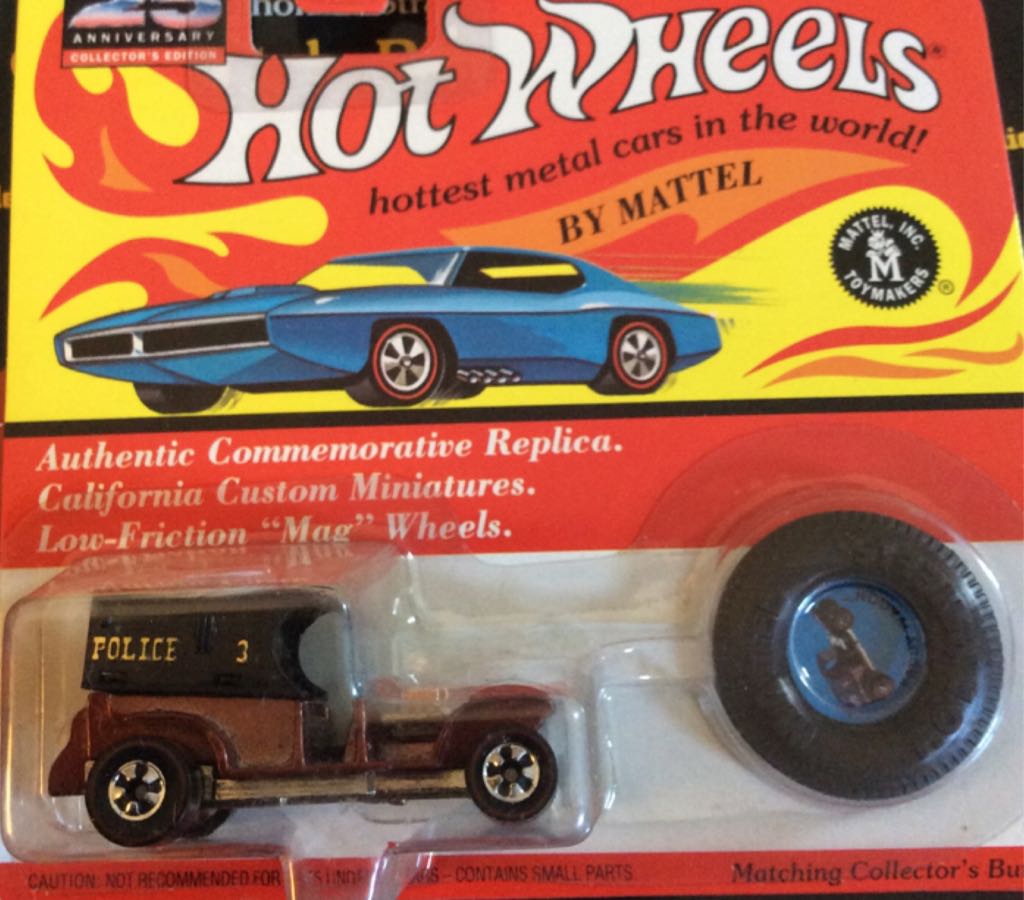 25
ANNIVERSARY
COLLECTOR'S EDITION
Hot Wheels®
hottest metal cars in the world!
BY MATTEL
MATTEL, INC.
M
TOYMAKERS ®
Authentic Commemorative Replica.
California Custom Miniatures.
Low-Friction “Mag” Wheels.
POLICE 3
CAUTION: NOT RECOMMENDED FOR – CONTAINS SMALL PARTS.
Matching Collector's Bu